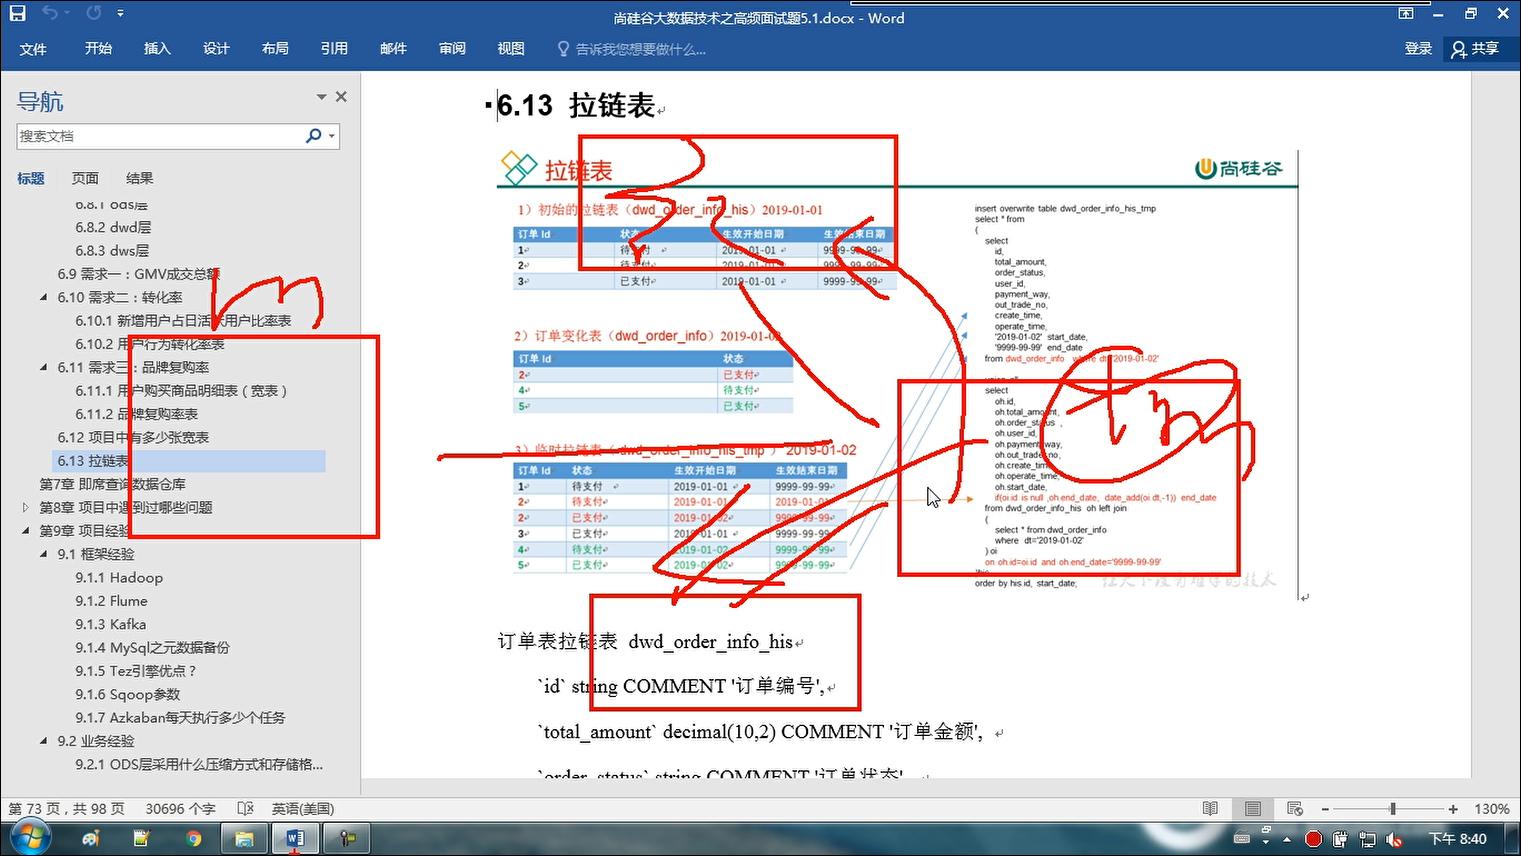 尚硅谷大数据技术之高频面试题5.1.docx - Word
文件 开始 插入 设计 布局 引用 邮件 审阅 视图 告诉我您想要做什么... 登录 共享
导航
搜索文档
标题 页面 结果
6.8.1 ods层
6.8.2 dwd层
6.8.3 dws层
6.9 需求一：GMV成交总额
6.10 需求二：转化率
6.10.1 新增用户占日活跃用户比率表
6.10.2 用户行为转化率表
6.11 需求三：品牌复购率
6.11.1 用户购买商品明细表（宽表）
6.11.2 品牌复购率表
6.12 项目中有多少张宽表
6.13 拉链表
第7章 即席查询数据仓库
第8章 项目中遇到过哪些问题
第9章 项目经验
9.1 框架经验
9.1.1 Hadoop
9.1.2 Flume
9.1.3 Kafka
9.1.4 MySql之元数据备份
9.1.5 Tez引擎优点？
9.1.6 Sqoop参数
9.1.7 Azkaban每天执行多少个任务
9.2 业务经验
9.2.1 ODS层采用什么压缩方式和存储格...
6.13 拉链表
拉链表
尚硅谷
1）初始的拉链表（dwd_order_info_his）2019-01-01
订单 Id 状态 生效开始日期 生效结束日期
1 待支付 2019-01-01 9999-99-99
2 待支付 2019-01-01 9999-99-99
3 已支付 2019-01-01 9999-99-99
2）订单变化表（dwd_order_info）2019-01-02
订单 Id 状态
2 已支付
4 待支付
5 已支付
3）临时拉链表（dwd_order_info_his_tmp ）2019-01-02
订单 Id 状态 生效开始日期 生效结束日期
1 待支付 2019-01-01 9999-99-99
2 待支付 2019-01-01 2019-01-01
2 已支付 2019-01-02 9999-99-99
3 已支付 2019-01-01 9999-99-99
4 待支付 2019-01-02 9999-99-99
5 已支付 2019-01-02 9999-99-99
insert overwrite table dwd_order_info_his_tmp
select * from
(
select
id,
total_amount,
order_status,
user_id,
payment_way,
out_trade_no,
create_time,
operate_time,
'2019-01-02' start_date,
'9999-99-99' end_date
from dwd_order_info where dt='2019-01-02'
union all
select
oh.id,
oh.total_amount,
oh.order_status ,
oh.user_id,
oh.payment_way,
oh.out_trade_no,
oh.create_time,
oh.operate_time,
oh.start_date,
if(oi.id is null ,oh.end_date, date_add(oi.dt,-1)) end_date
from dwd_order_info_his oh left join
(
select * from dwd_order_info
where dt='2019-01-02'
) oi
on oh.id=oi.id and oh.end_date='9999-99-99'
order by his.id, start_date;
让天下没有难学的技术
tm
订单表拉链表 dwd_order_info_his
`id` string COMMENT '订单编号',
`total_amount` decimal(10,2) COMMENT '订单金额',
`order_status` string COMMENT '订单状态'
第 73 页，共 98 页 30696 个字 英语(美国) 130%
下午 8:40